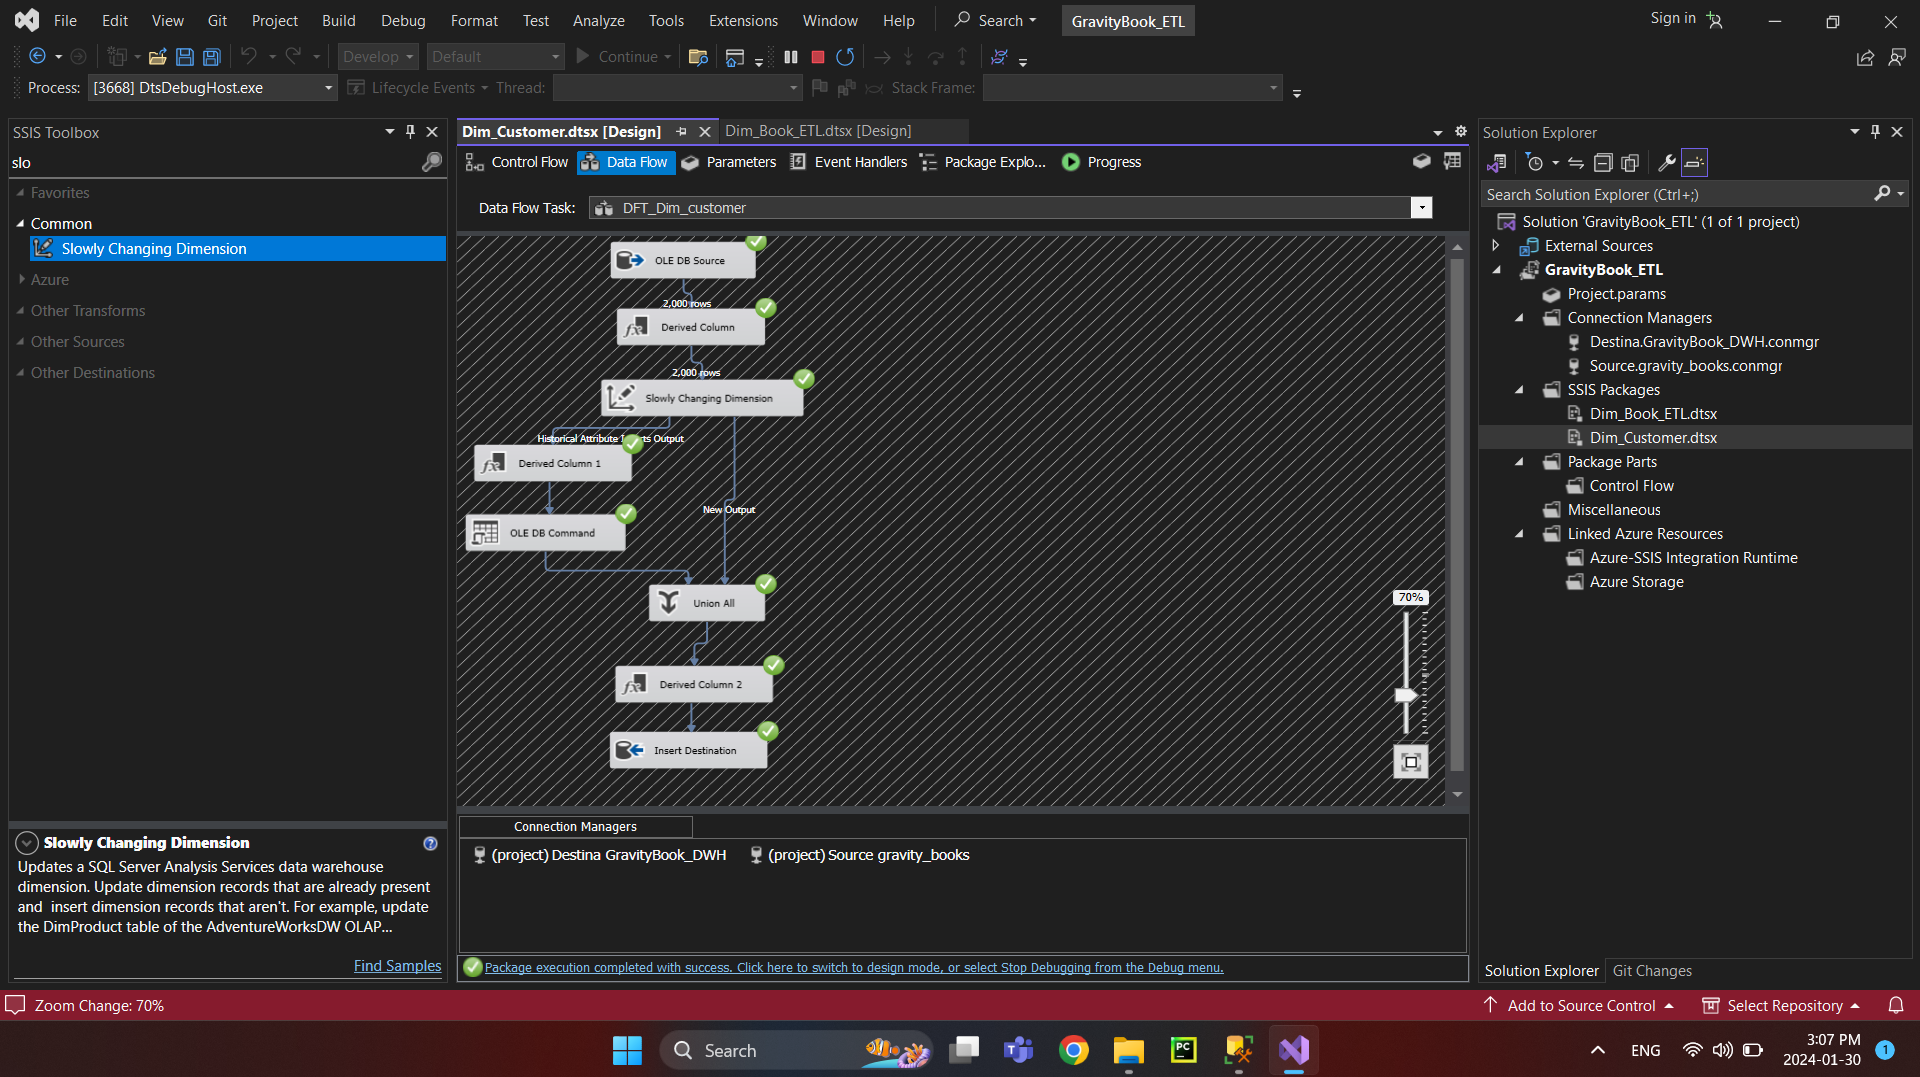 File Edit View Git Project Build Debug Format Test Analyze Tools Extensions Window Help Search GravityBook_ETL Sign in
Develop Default Continue
Process: [3668] DtsDebugHost.exe Lifecycle Events Thread: Stack Frame:
SSIS Toolbox
slo
Favorites
Common
Slowly Changing Dimension
Azure
Other Transforms
Other Sources
Other Destinations
Slowly Changing Dimension
Updates a SQL Server Analysis Services data warehouse
dimension. Update dimension records that are already present
and insert dimension records that aren't. For example, update
the DimProduct table of the AdventureWorksDW OLAP...
Find Samples
Dim_Customer.dtsx [Design] Dim_Book_ETL.dtsx [Design]
Control Flow Data Flow Parameters Event Handlers Package Explo... Progress
Data Flow Task: DFT_Dim_customer
OLE DB Source
2,000 rows
Derived Column
2,000 rows
Slowly Changing Dimension
Historical Attribute
ts Output
Derived Column 1
New Output
OLE DB Command
Union All
Derived Column 2
Insert Destination
70%
Connection Managers
(project) Destina GravityBook_DWH (project) Source gravity_books
Package execution completed with success. Click here to switch to design mode, or select Stop Debugging from the Debug menu.
Solution Explorer
Search Solution Explorer (Ctrl+;)
Solution 'GravityBook_ETL' (1 of 1 project)
External Sources
GravityBook_ETL
Project.params
Connection Managers
Destina.GravityBook_DWH.conmgr
Source.gravity_books.conmgr
SSIS Packages
Dim_Book_ETL.dtsx
Dim_Customer.dtsx
Package Parts
Control Flow
Miscellaneous
Linked Azure Resources
Azure-SSIS Integration Runtime
Azure Storage
Solution Explorer Git Changes
Zoom Change: 70% Add to Source Control Select Repository
Search PC ENG 3:07 PM
2024-01-30 1